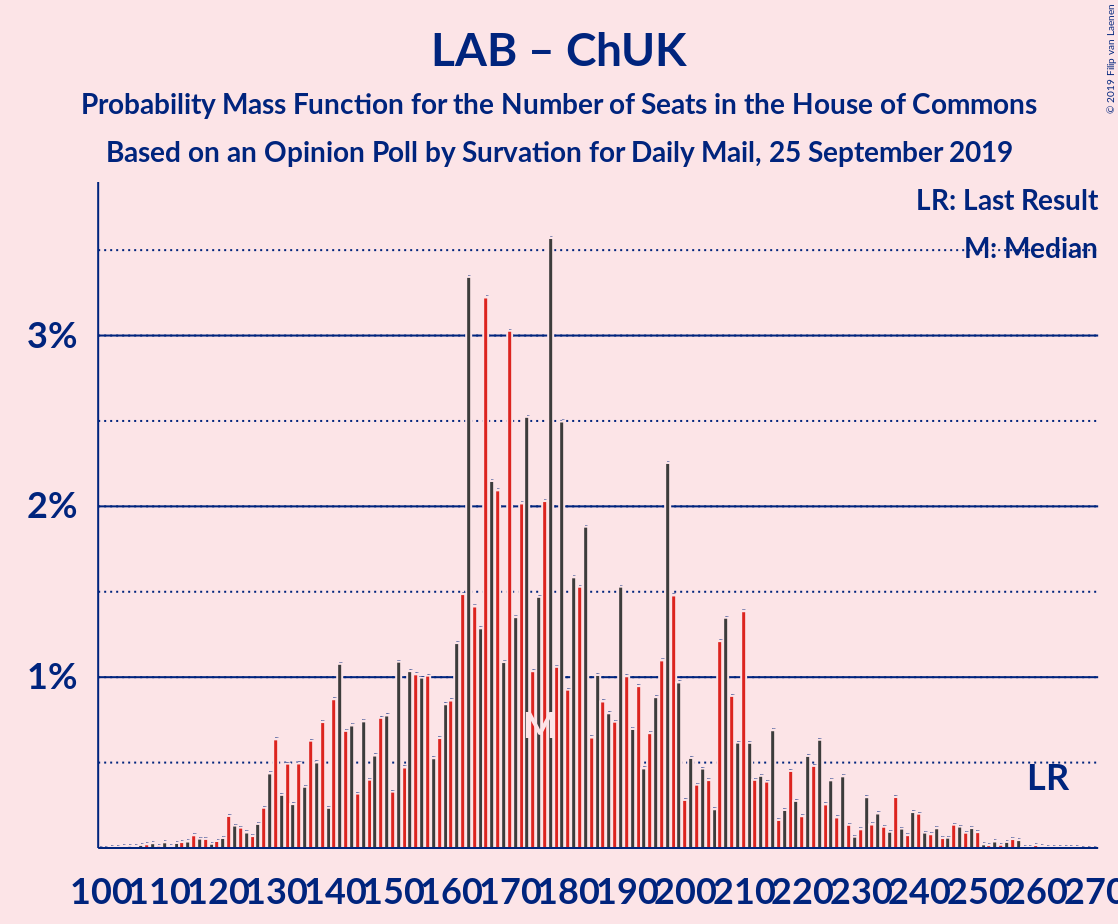 LAB – ChUK
Probability Mass Function for the Number of Seats in the House of Commons
Based on an Opinion Poll by Survation for Daily Mail, 25 September 2019
© 2019 Filip van Laenen
LR: Last Result
M: Median
3%
2%
1%
M
LR
100 110 120 130 140 150 160 170 180 190 200 210 220 230 240 250 260 270